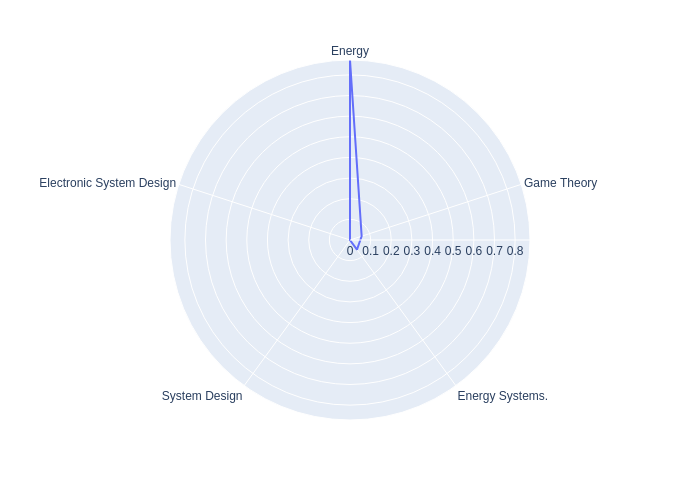 Energy
Electronic System Design
Game Theory
0 0.1 0.2 0.3 0.4 0.5 0.6 0.7 0.8
System Design
Energy Systems.